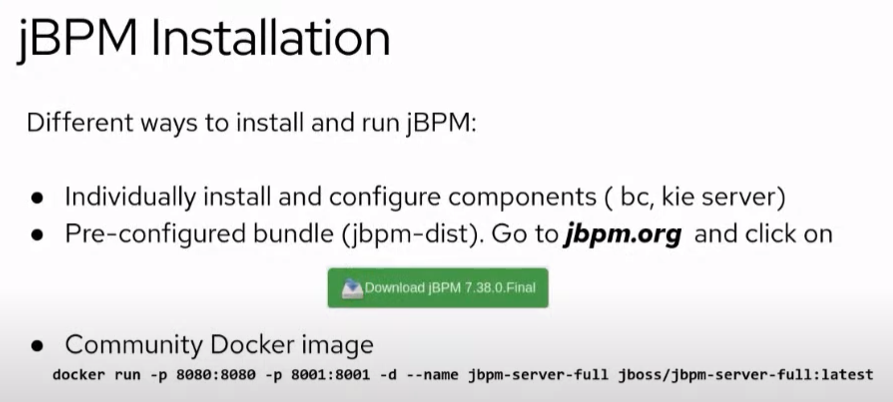 jBPM Installation
Different ways to install and run jBPM:
● Individually install and configure components ( bc, kie server)
● Pre-configured bundle (jbpm-dist). Go to jbpm.org and click on
Download jBPM 7.38.0.Final
● Community Docker image
docker run -p 8080:8080 -p 8001:8001 -d --name jbpm-server-full jboss/jbpm-server-full:latest